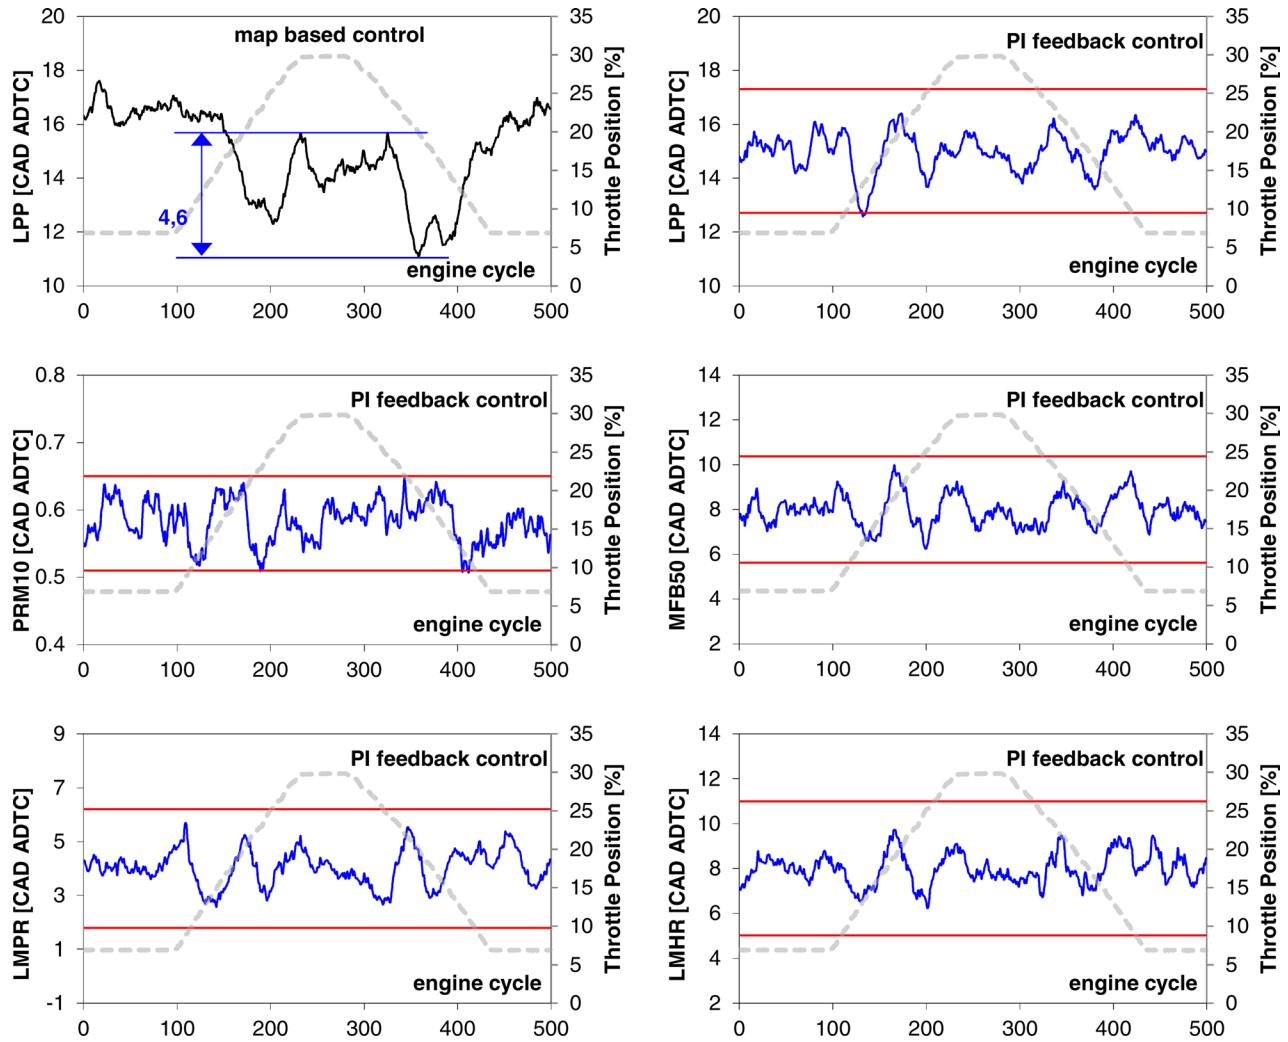 map based control
20
18
16
14
12
10
LPP [CAD ADTC]
4,6
engine cycle
0 100 200 300 400 500
35
30
25
20
15
10
5
0
Throttle Position [%]
PI feedback control
20
18
16
14
12
10
LPP [CAD ADTC]
engine cycle
0 100 200 300 400 500
35
30
25
20
15
10
5
0
Throttle Position [%]
PI feedback control
0.8
0.7
0.6
0.5
0.4
PRM10 [CAD ADTC]
engine cycle
0 100 200 300 400 500
35
30
25
20
15
10
5
0
Throttle Position [%]
PI feedback control
14
12
10
8
6
4
2
MFB50 [CAD ADTC]
engine cycle
0 100 200 300 400 500
35
30
25
20
15
10
5
0
Throttle Position [%]
PI feedback control
9
7
5
3
1
-1
LMPR [CAD ADTC]
engine cycle
0 100 200 300 400 500
35
30
25
20
15
10
5
0
Throttle Position [%]
PI feedback control
14
12
10
8
6
4
2
LMHR [CAD ADTC]
engine cycle
0 100 200 300 400 500
35
30
25
20
15
10
5
0
Throttle Position [%]